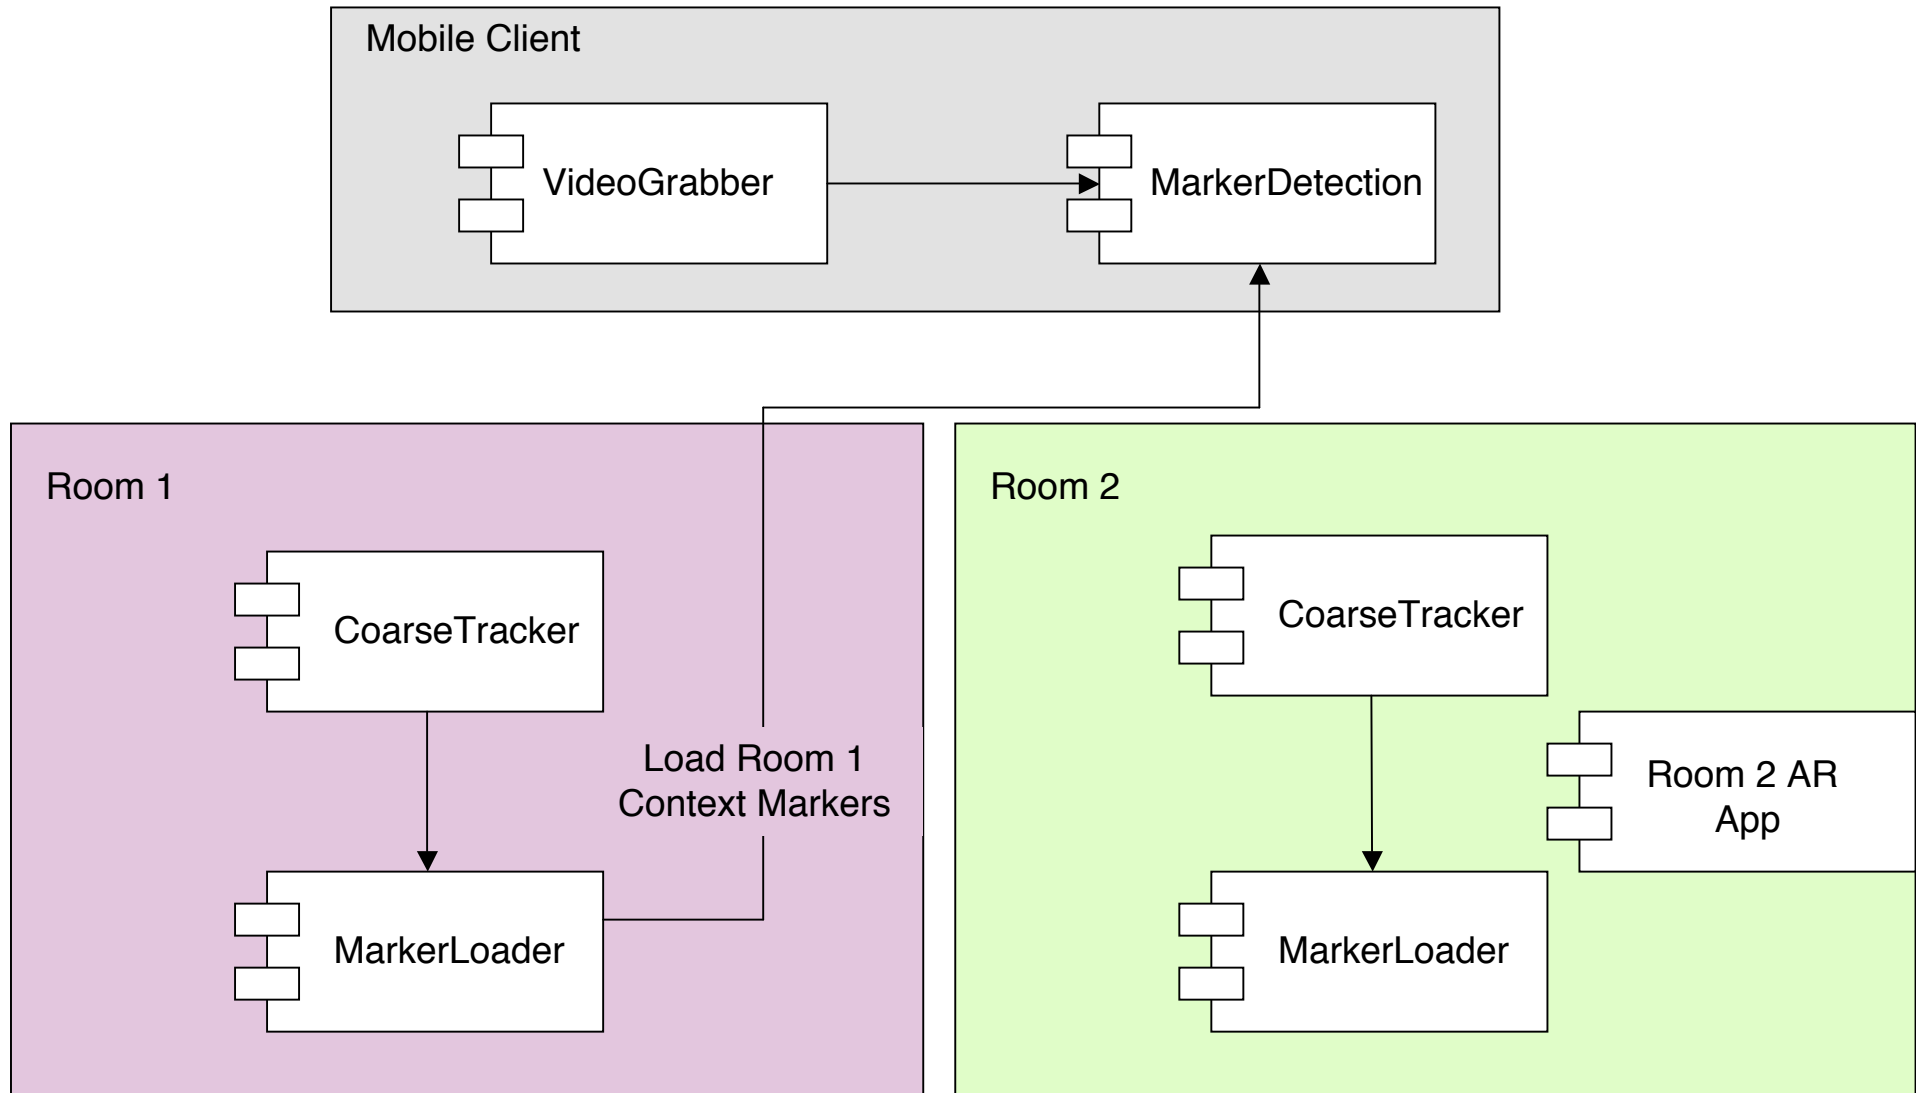 Mobile Client
VideoGrabber
MarkerDetection
Room 1
CoarseTracker
Load Room 1
Context Markers
MarkerLoader
Room 2
CoarseTracker
Room 2 AR
App
MarkerLoader